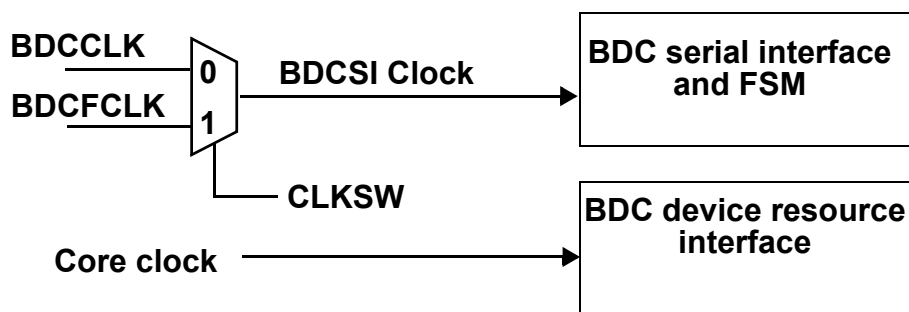 BDCCLK
0
BDCSI Clock
BDC serial interface
and FSM
BDCFCLK
1
CLKSW
BDC device resource
interface
Core clock